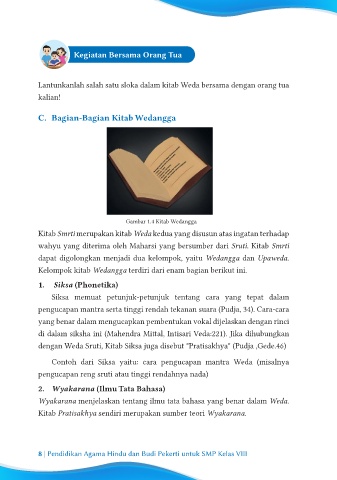 Kegiatan Bersama Orang Tua
Lantunkanlah salah satu sloka dalam kitab Weda bersama dengan orang tua
kalian!
C. Bagian-Bagian Kitab Wedangga
Gambar 1.4 Kitab Wedangga
Kitab Smrti merupakan kitab Weda kedua yang disusun atas ingatan terhadap
wahyu yang diterima oleh Maharsi yang bersumber dari Sruti. Kitab Smrti
dapat digolongkan menjadi dua kelompok, yaitu Wedangga dan Upaweda.
Kelompok kitab Wedangga terdiri dari enam bagian berikut ini.
1. Siksa (Phonetika)
Siksa memuat petunjuk-petunjuk tentang cara yang tepat dalam
pengucapan mantra serta tinggi rendah tekanan suara (Pudja, 34). Cara-cara
yang benar dalam mengucapkan pembentukan vokal dijelaskan dengan rinci
di dalam siksha ini (Mahendra Mittal, Intisari Veda:221). Jika dihubungkan
dengan Weda Sruti, Kitab Siksa juga disebut "Pratisakhya" (Pudja ,Gede.46)
Contoh dari Siksa yaitu: cara pengucapan mantra Weda (misalnya
pengucapan reng sruti atau tinggi rendahnya nada)
2. Wyakarana (Ilmu Tata Bahasa)
Wyakarana menjelaskan tentang ilmu tata bahasa yang benar dalam Weda.
Kitab Pratisakhya sendiri merupakan sumber teori Wyakarana.
8 | Pendidikan Agama Hindu dan Budi Pekerti untuk SMP Kelas VIII